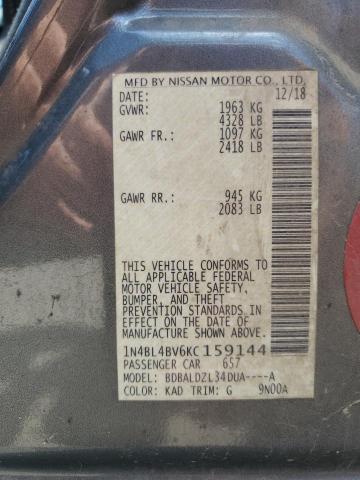 MFD BY NISSAN MOTOR CO., LTD.
DATE: 12/18
GVWR: 1963 KG
4328 LB
GAWR FR.: 1097 KG
2418 LB
GAWR RR.: 945 KG
2083 LB
THIS VEHICLE CONFORMS TO
ALL APPLICABLE FEDERAL
MOTOR VEHICLE SAFETY,
BUMPER, AND THEFT
PREVENTION STANDARDS IN
EFFECT ON THE DATE OF
MANUFACTURE SHOWN ABOVE.
1N4BL4BV6KC159144
PASSENGER CAR 657
MODEL: BDBALDZL34DUA----A
COLOR: KAD TRIM: G 9N00A